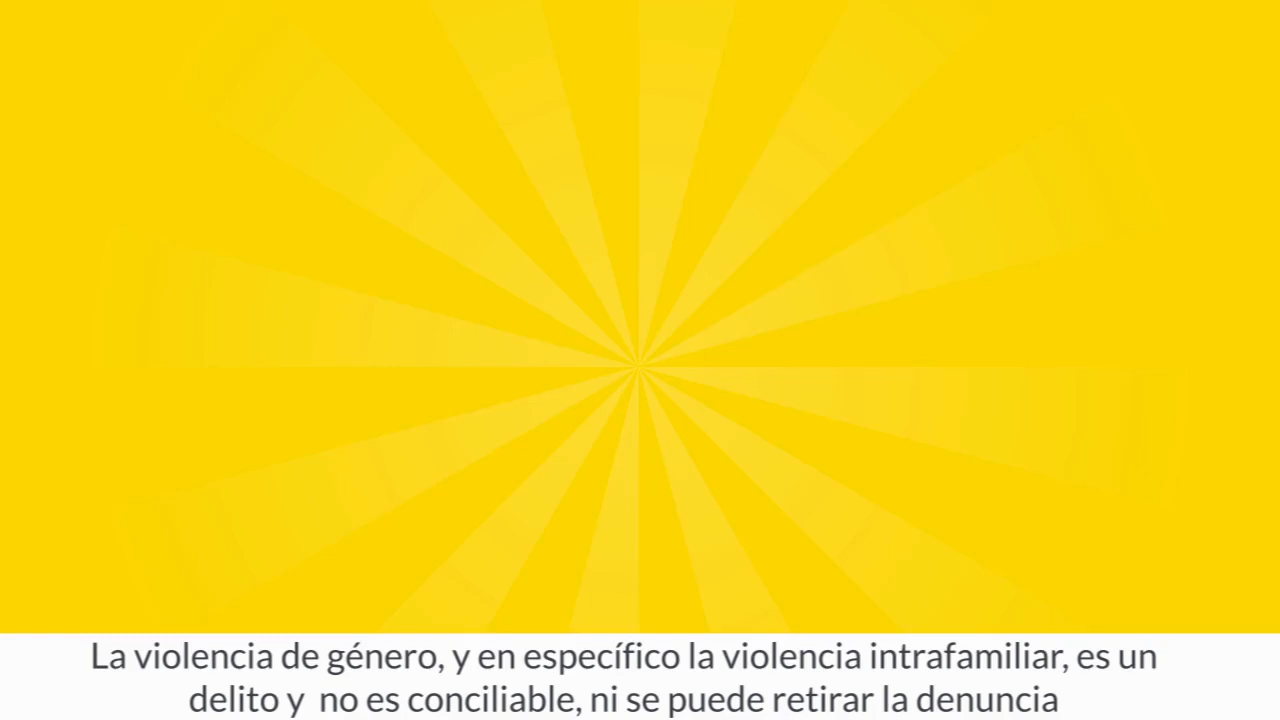 La violencia de género, y en específico la violencia intrafamiliar, es un
delito y  no es conciliable, ni se puede retirar la denuncia